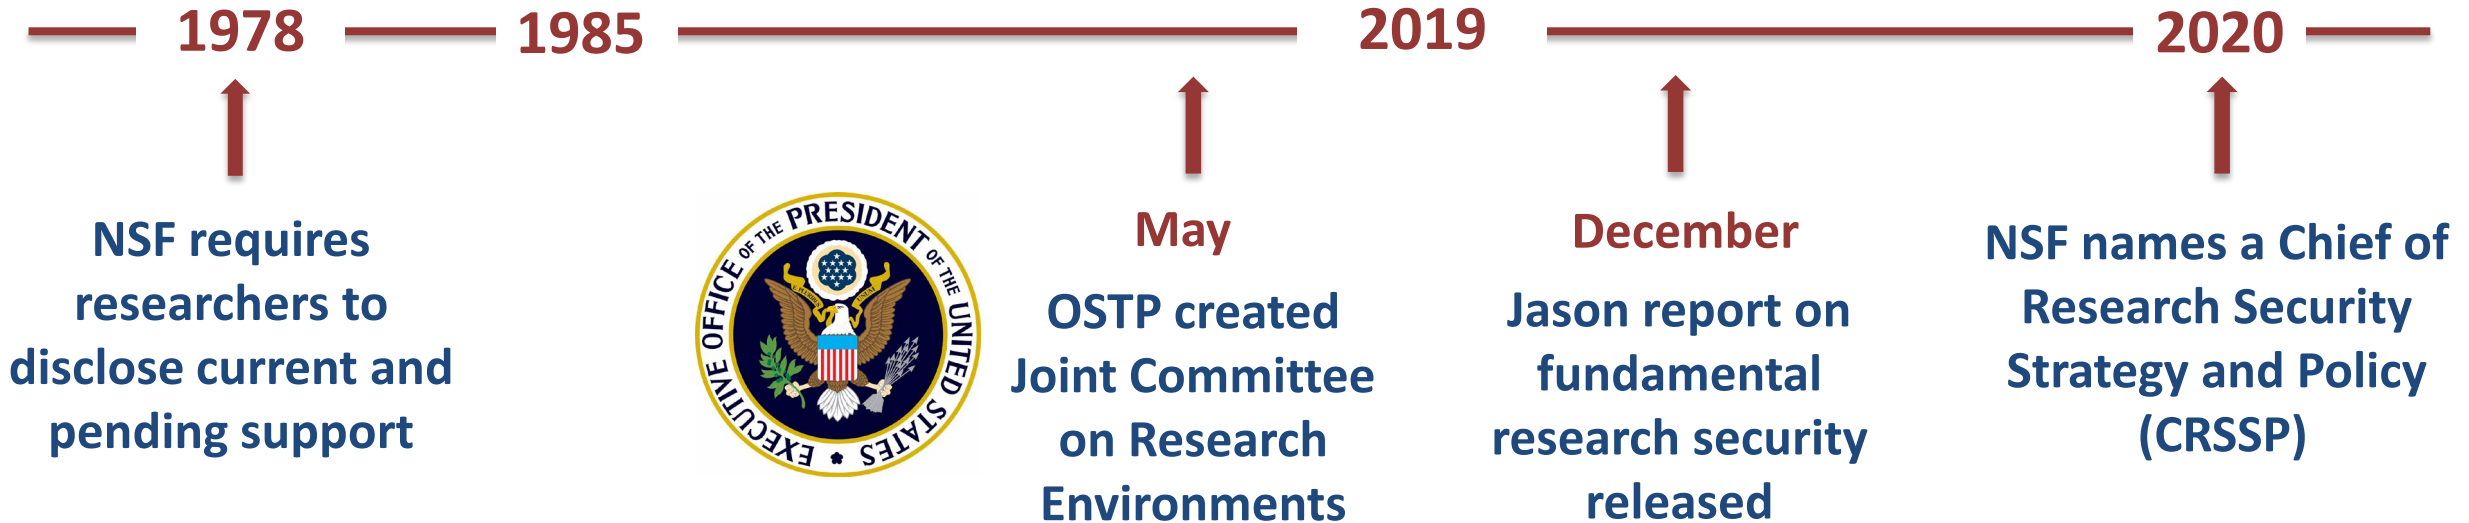 1978
1985
2019
2020
NSF requires
researchers to
disclose current and
pending support
EXECUTIVE OFFICE OF THE PRESIDENT OF THE UNITED STATES
May
OSTP created
Joint Committee
on Research
Environments
December
Jason report on
fundamental
research security
released
NSF names a Chief of
Research Security
Strategy and Policy
(CRSSP)